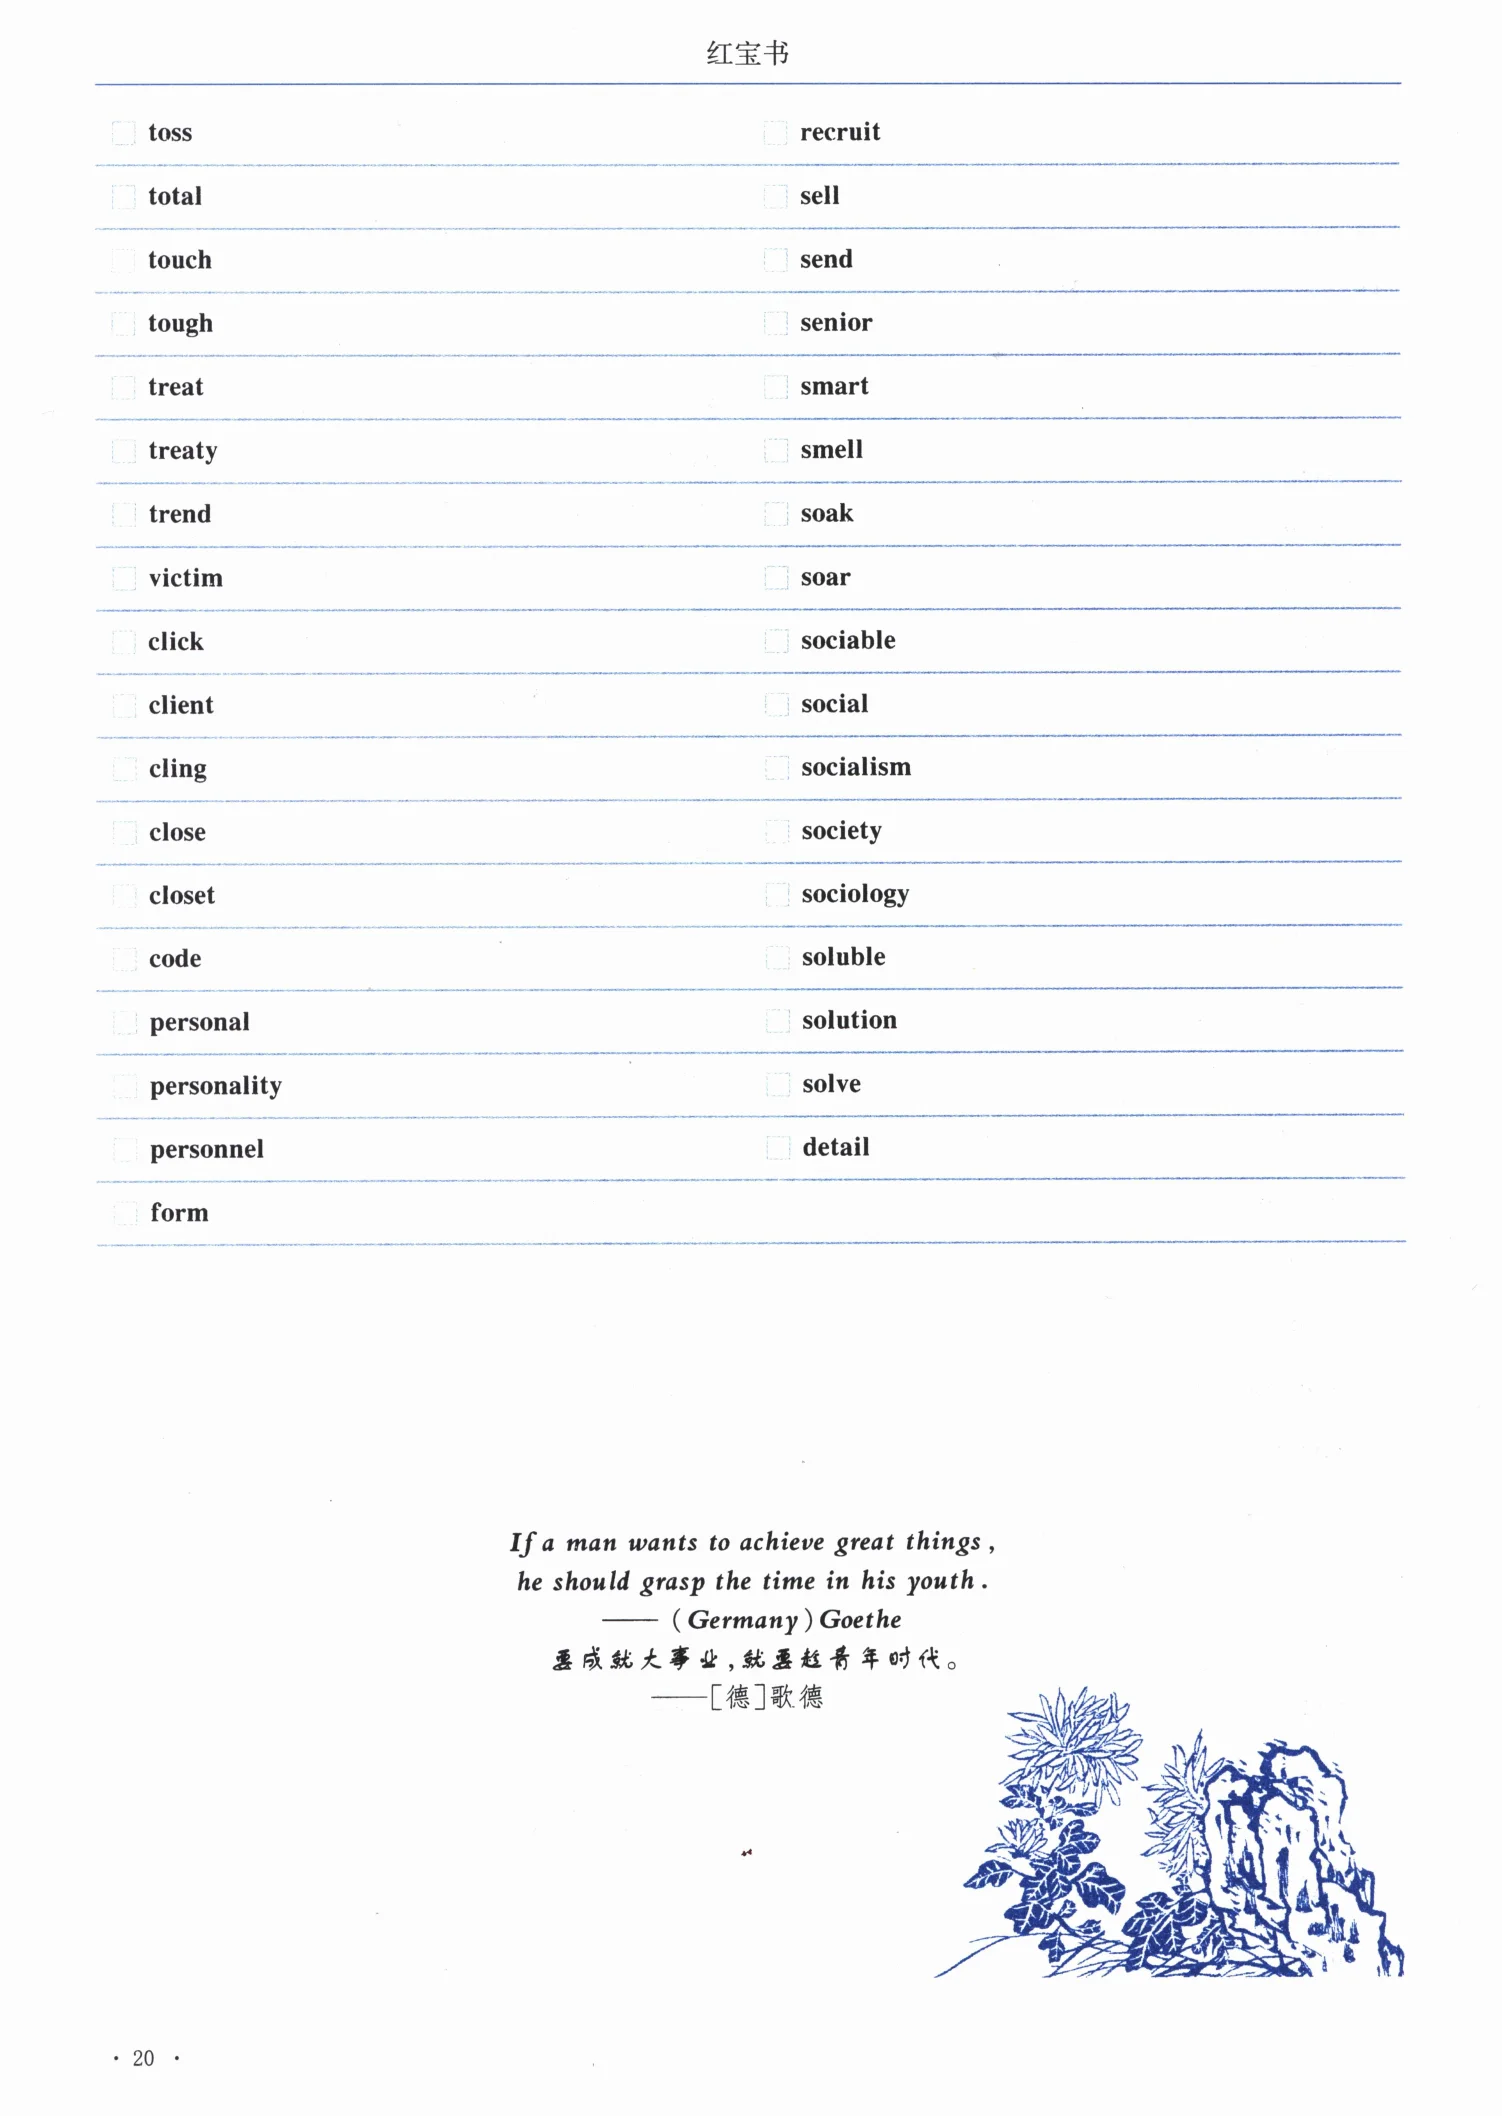 红宝书
toss
total
touch
tough
treat
treaty
trend
victim
click
client
cling
close
closet
code
personal
personality
personnel
form
recruit
sell
send
senior
smart
smell
soak
soar
sociable
social
socialism
society
sociology
soluble
solution
solve
detail
If a man wants to achieve great things,
he should grasp the time in his youth.
——(Germany)Goethe
要成就大事业,就要趁青年时代。
——[德]歌德
· 20 ·